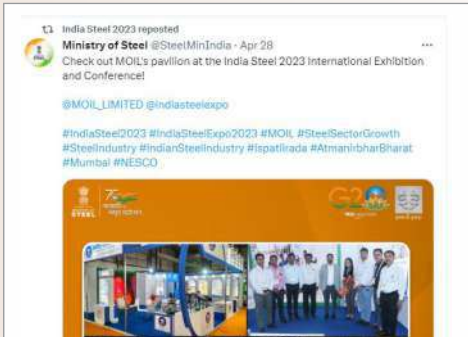 India Steel 2023 reposted
Ministry of Steel @SteelMinIndia · Apr 28
Check out MOIL's pavilion at the India Steel 2023 International Exhibition
and Conference!
@MOIL_LIMITED @indiasteelexpo
#IndiaSteel2023 #IndiaSteelExpo2023 #MOIL #SteelSectorGrowth
#SteelIndustry #IndianSteelIndustry #IspatiIrada #AtmanirbharBharat
#Mumbai #NESCO
STEEL
G20